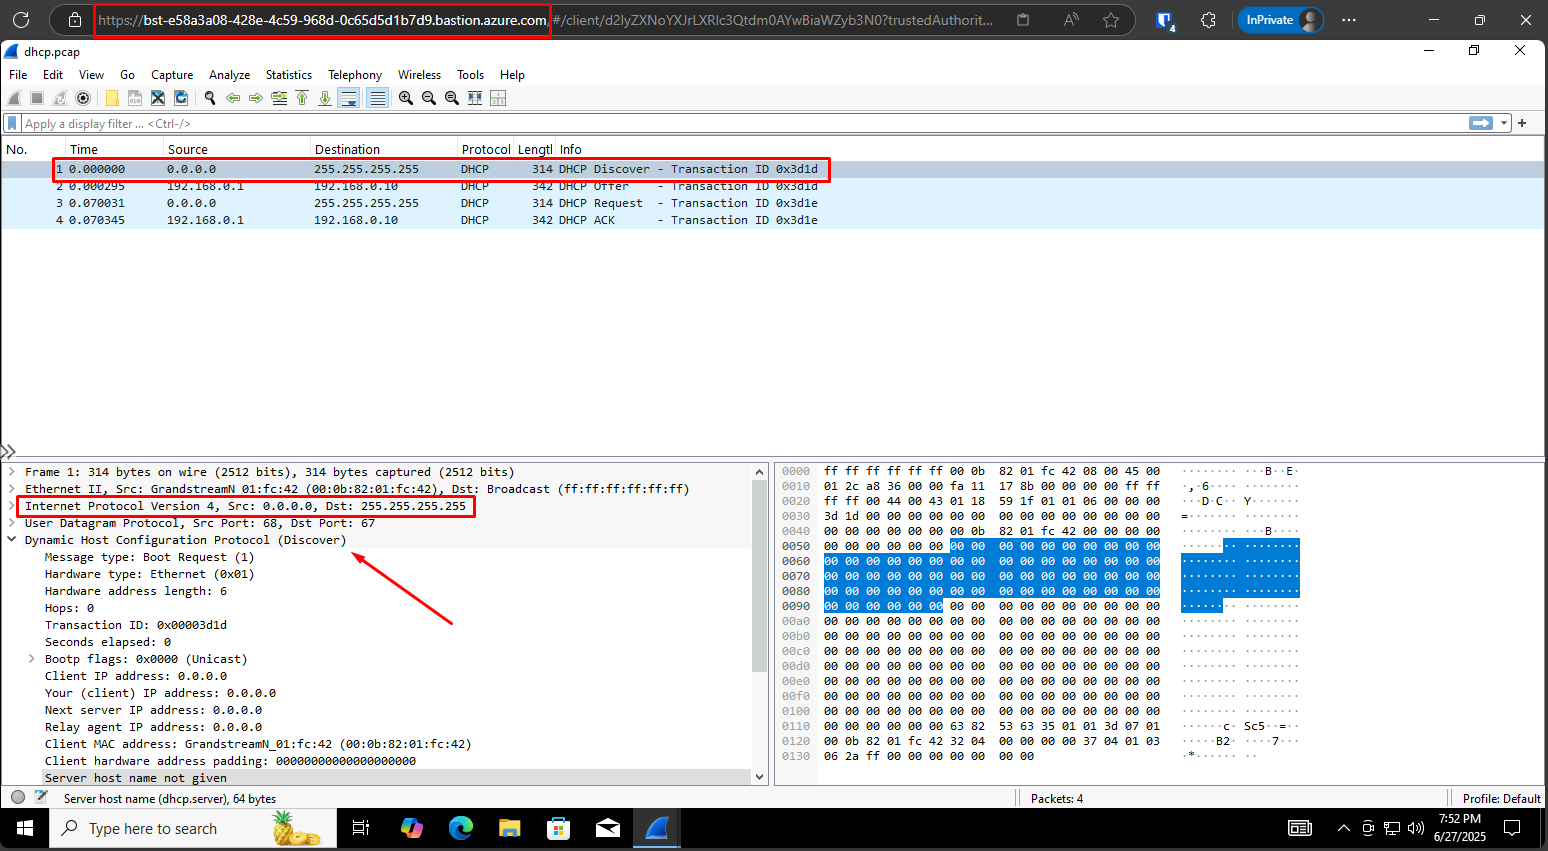 https://bst-e58a3a08-428e-4c59-968d-0c65d5d1b7d9.bastion.azure.com/#/client/d2lyZXNoYXJrLXRlc3Qtdm0AYwBiaWZyb3N0?trustedAuthorit...
4
InPrivate
dhcp.pcap
File Edit View Go Capture Analyze Statistics Telephony Wireless Tools Help
Apply a display filter ... <Ctrl-/>
No. Time Source Destination Protocol Lengtl Info
1 0.000000 0.0.0.0 255.255.255.255 DHCP 314 DHCP Discover - Transaction ID 0x3d1d
2 0.000295 192.168.0.1 192.168.0.10 DHCP 342 DHCP Offer - Transaction ID 0x3d1d
3 0.070031 0.0.0.0 255.255.255.255 DHCP 314 DHCP Request - Transaction ID 0x3d1e
4 0.070345 192.168.0.1 192.168.0.10 DHCP 342 DHCP ACK - Transaction ID 0x3d1e
Frame 1: 314 bytes on wire (2512 bits), 314 bytes captured (2512 bits)
Ethernet II, Src: GrandstreamN_01:fc:42 (00:0b:82:01:fc:42), Dst: Broadcast (ff:ff:ff:ff:ff:ff)
Internet Protocol Version 4, Src: 0.0.0.0, Dst: 255.255.255.255
User Datagram Protocol, Src Port: 68, Dst Port: 67
Dynamic Host Configuration Protocol (Discover)
Message type: Boot Request (1)
Hardware type: Ethernet (0x01)
Hardware address length: 6
Hops: 0
Transaction ID: 0x00003d1d
Seconds elapsed: 0
Bootp flags: 0x0000 (Unicast)
Client IP address: 0.0.0.0
Your (client) IP address: 0.0.0.0
Next server IP address: 0.0.0.0
Relay agent IP address: 0.0.0.0
Client MAC address: GrandstreamN_01:fc:42 (00:0b:82:01:fc:42)
Client hardware address padding: 00000000000000000000
Server host name not given
0000 ff ff ff ff ff ff 00 0b 82 01 fc 42 08 00 45 00 ········ ···B··E·
0010 01 2c a8 36 00 00 fa 11 17 8b 00 00 00 00 ff ff ·,·6···· ········
0020 ff ff 00 44 00 43 01 18 59 1f 01 01 06 00 00 00 ···D·C·· Y·······
0030 3d 1d 00 00 00 00 00 00 00 00 00 00 00 00 00 00 =······· ········
0040 00 00 00 00 00 00 00 0b 82 01 fc 42 00 00 00 00 ········ ···B····
0050 00 00 00 00 00 00 00 00 00 00 00 00 00 00 00 00 ········ ········
0060 00 00 00 00 00 00 00 00 00 00 00 00 00 00 00 00 ········ ········
0070 00 00 00 00 00 00 00 00 00 00 00 00 00 00 00 00 ········ ········
0080 00 00 00 00 00 00 00 00 00 00 00 00 00 00 00 00 ········ ········
0090 00 00 00 00 00 00 00 00 00 00 00 00 00 00 00 00 ········ ········
00a0 00 00 00 00 00 00 00 00 00 00 00 00 00 00 00 00 ········ ········
00b0 00 00 00 00 00 00 00 00 00 00 00 00 00 00 00 00 ········ ········
00c0 00 00 00 00 00 00 00 00 00 00 00 00 00 00 00 00 ········ ········
00d0 00 00 00 00 00 00 00 00 00 00 00 00 00 00 00 00 ········ ········
00e0 00 00 00 00 00 00 00 00 00 00 00 00 00 00 00 00 ········ ········
00f0 00 00 00 00 00 00 00 00 00 00 00 00 00 00 00 00 ········ ········
0100 00 00 00 00 00 00 00 00 00 00 00 00 00 00 00 00 ········ ········
0110 00 00 00 00 00 00 63 82 53 63 35 01 01 3d 07 01 ······c· Sc5··=··
0120 00 0b 82 01 fc 42 32 04 00 00 00 00 37 04 01 03 ·····B2· ····7···
0130 06 2a ff 00 00 00 00 00 00 00 ·*······ ··
Server host name (dhcp.server), 64 bytes
Packets: 4
Profile: Default
Type here to search
7:52 PM
6/27/2025